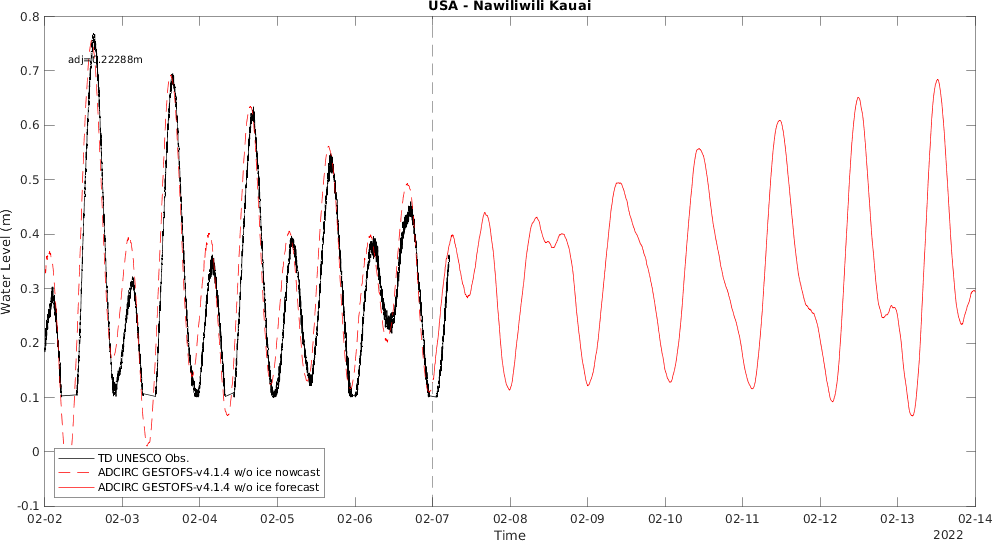 USA - Nawiliwili Kauai
adj=0.22288m
Water Level (m)
0.8
0.7
0.6
0.5
0.4
0.3
0.2
0.1
0
-0.1
TD UNESCO Obs.
ADCIRC GESTOFS-v4.1.4 w/o ice nowcast
ADCIRC GESTOFS-v4.1.4 w/o ice forecast
02-02 02-03 02-04 02-05 02-06 02-07 02-08 02-09 02-10 02-11 02-12 02-13 02-14
Time
2022